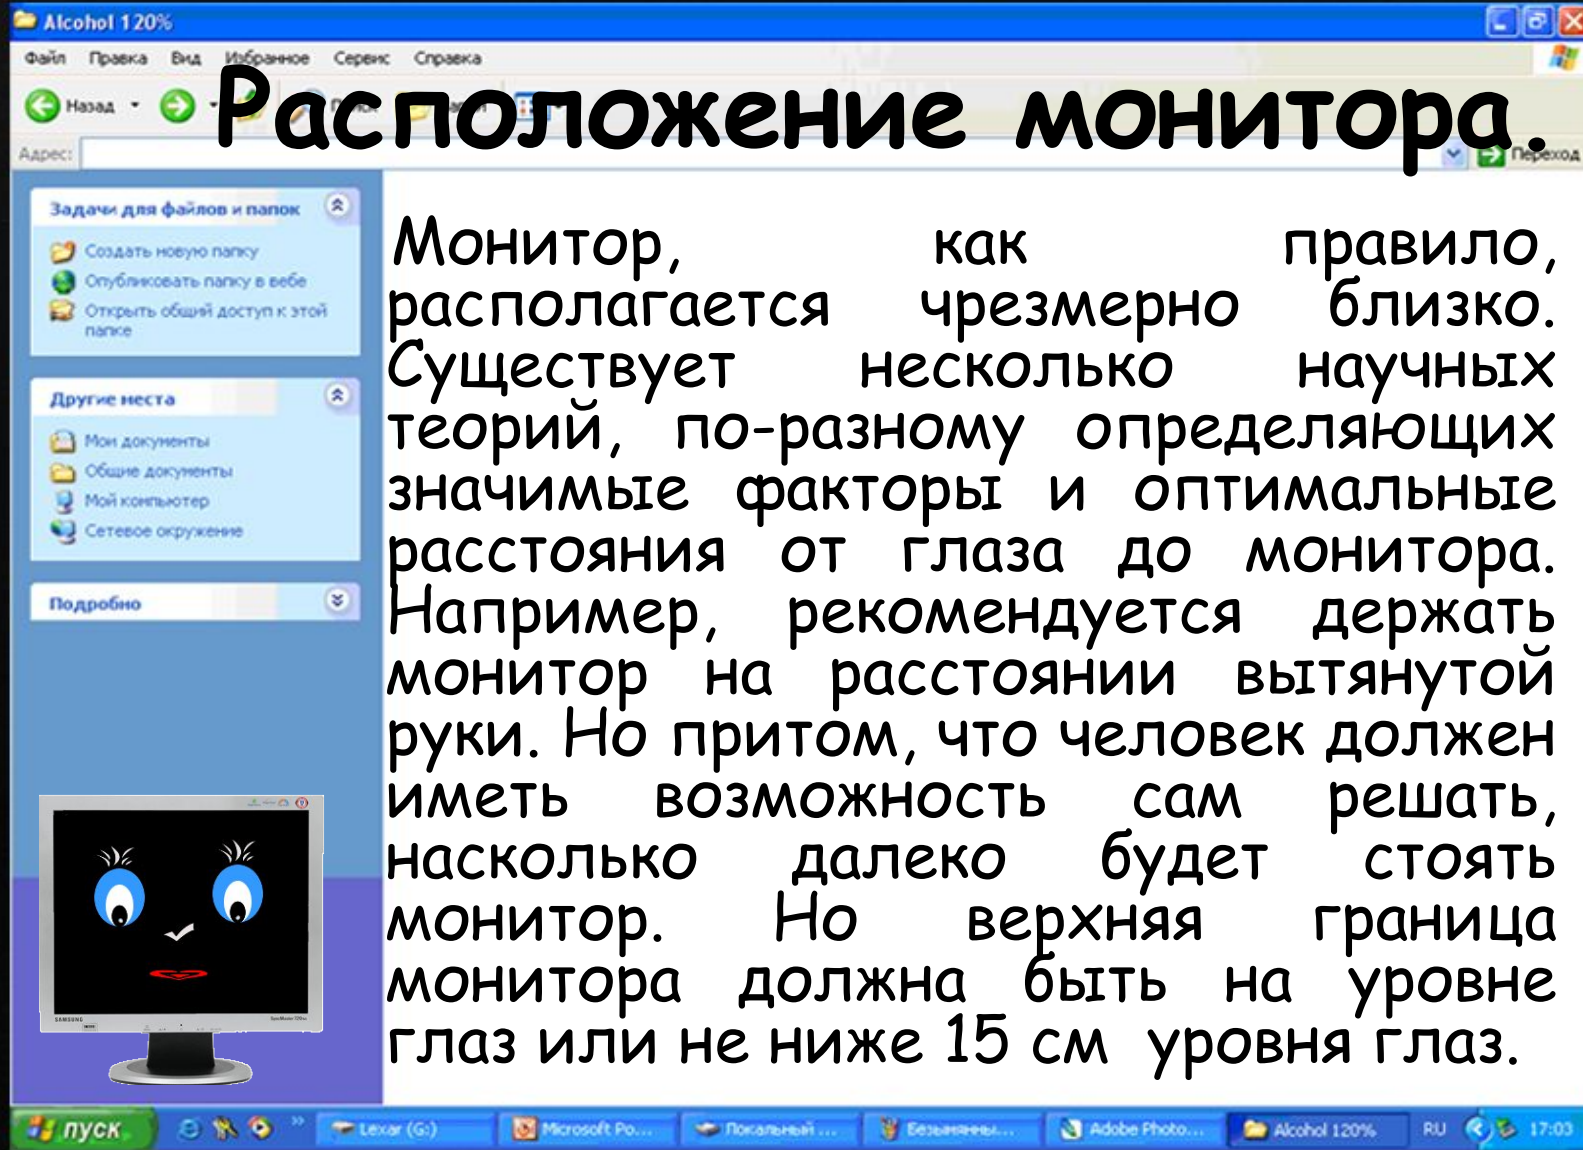 Alcohol 120%
Файл Правка Вид Избранное Сервис Справка
Расположение монитора.
Назад
Адрес:
Переход
Задачи для файлов и папок
Создать новую папку
Опубликовать папку в вебе
Открыть общий доступ к этой
папке
Другие места
Мои документы
Общие документы
Мой компьютер
Сетевое окружение
Подробно
Монитор, как правило,
располагается чрезмерно близко.
Существует несколько научных
теорий, по-разному определяющих
значимые факторы и оптимальные
расстояния от глаза до монитора.
Например, рекомендуется держать
монитор на расстоянии вытянутой
руки. Но притом, что человек должен
иметь возможность сам решать,
насколько далеко будет стоять
монитор. Но верхняя граница
монитора должна быть на уровне
глаз или не ниже 15 см уровня глаз.
SAMSUNG
пуск
Lexar (G:)
Microsoft Po...
Локальный ...
Безымянны...
Adobe Photo...
Alcohol 120%
RU
17:03